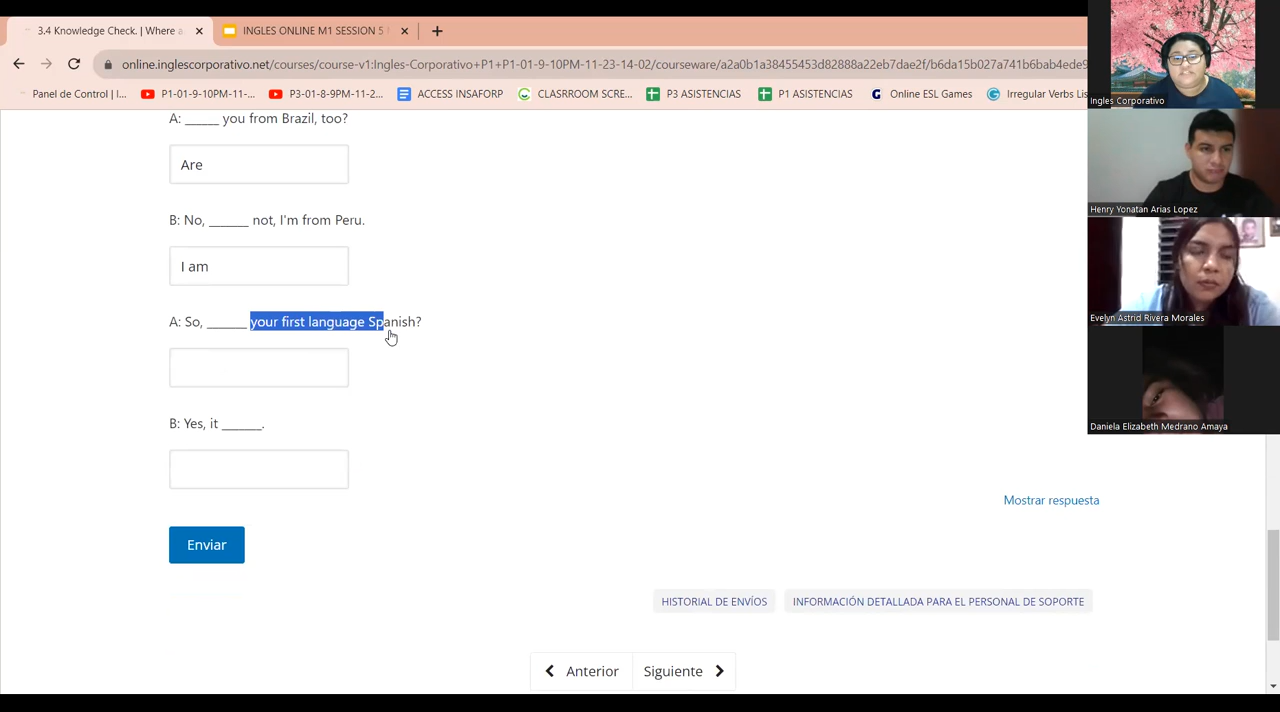 3.4 Knowledge Check. | Where a
INGLES ONLINE M1 SESSION 5
online.inglescorporativo.net/courses/course-v1:Ingles-Corporativo+P1+P1-01-9-10PM-11-23-14-02/courseware/a2a0b1a38455453d82888a22eb7dae2f/b6da15b027a741b6bab4ede9
Panel de Control | I...
P1-01-9-10PM-11-...
P3-01-8-9PM-11-2...
ACCESS INSAFORP
CLASRROOM SCRE...
P3 ASISTENCIAS
P1 ASISTENCIAS
Online ESL Games
Irregular Verbs Lis
A: ______ you from Brazil, too?
Are
B: No, _______ not, I'm from Peru.
I am
A: So, _______ your first language Spanish?
B: Yes, it _______.
Mostrar respuesta
Enviar
HISTORIAL DE ENVÍOS
INFORMACIÓN DETALLADA PARA EL PERSONAL DE SOPORTE
Anterior
Siguiente
Ingles Corporativo
Henry Yonatan Arias Lopez
Evelyn Astrid Rivera Morales
Daniela Elizabeth Medrano Amaya